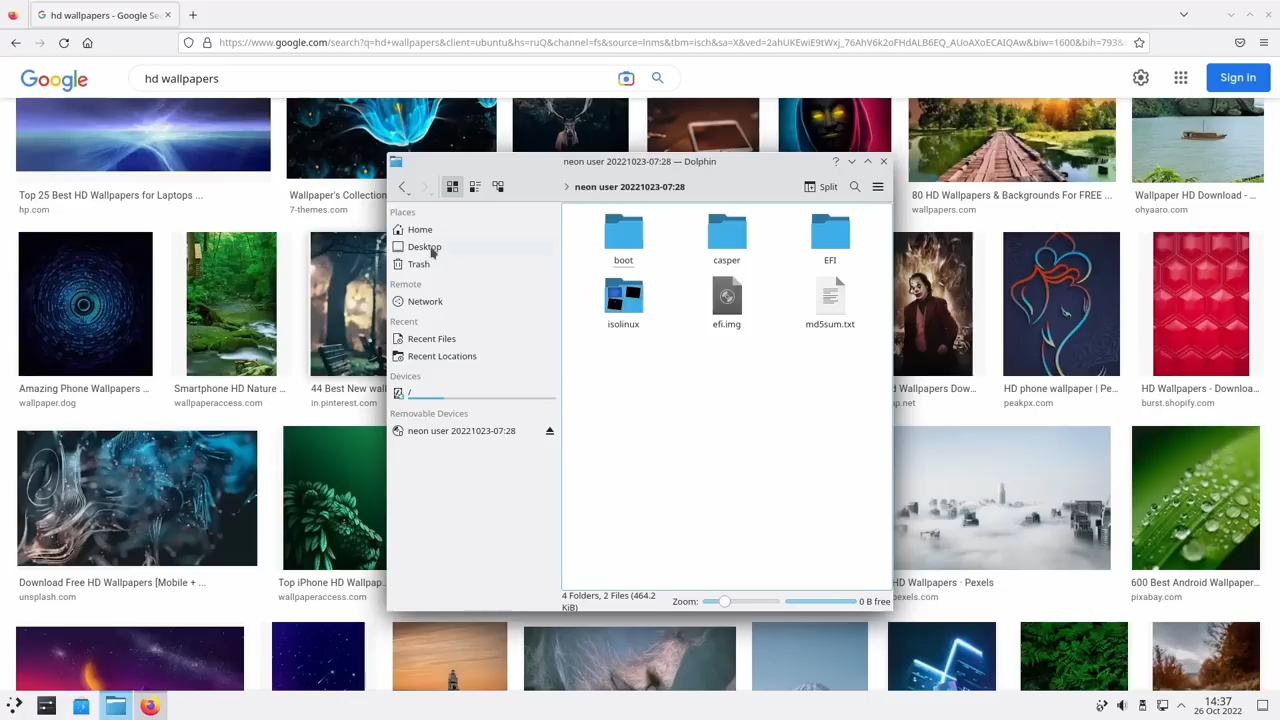 hd wallpapers - Google Se
https://www.google.com/search?q=hd+wallpapers&client=ubuntu&hs=ruQ&channel=fs&source=lnms&tbm=isch&sa=X&ved=2ahUKEwiE9tWxj_76AhV6k2oFHdALB6EQ_AUoAXoECAIQAw&biw=1600&bih=793&
Google
hd wallpapers
Sign in
Top 25 Best HD Wallpapers for Laptops ...
hp.com
Wallpaper's Collection
7-themes.com
80 HD Wallpapers & Backgrounds For FREE ...
wallpapers.com
Wallpaper HD Download - ...
ohyaaro.com
neon user 20221023-07:28 — Dolphin
neon user 20221023-07:28
Split
Places
Home
Desktop
Trash
Remote
Network
Recent
Recent Files
Recent Locations
Devices
/
Removable Devices
neon user 20221023-07:28
boot
casper
EFI
isolinux
efi.img
md5sum.txt
4 Folders, 2 Files (464.2
KiB)
Zoom:
0 B free
Amazing Phone Wallpapers ...
wallpaper.dog
Smartphone HD Nature ...
wallpaperaccess.com
44 Best New wal
in.pinterest.com
d Wallpapers Dow...
np.net
HD phone wallpaper | Pe...
peakpx.com
HD Wallpapers - Downloa...
burst.shopify.com
Download Free HD Wallpapers [Mobile + ...
unsplash.com
Top iPhone HD Wallpap
wallpaperaccess.com
HD Wallpapers · Pexels
pexels.com
600 Best Android Wallpaper...
pixabay.com
14:37
26 Oct 2022